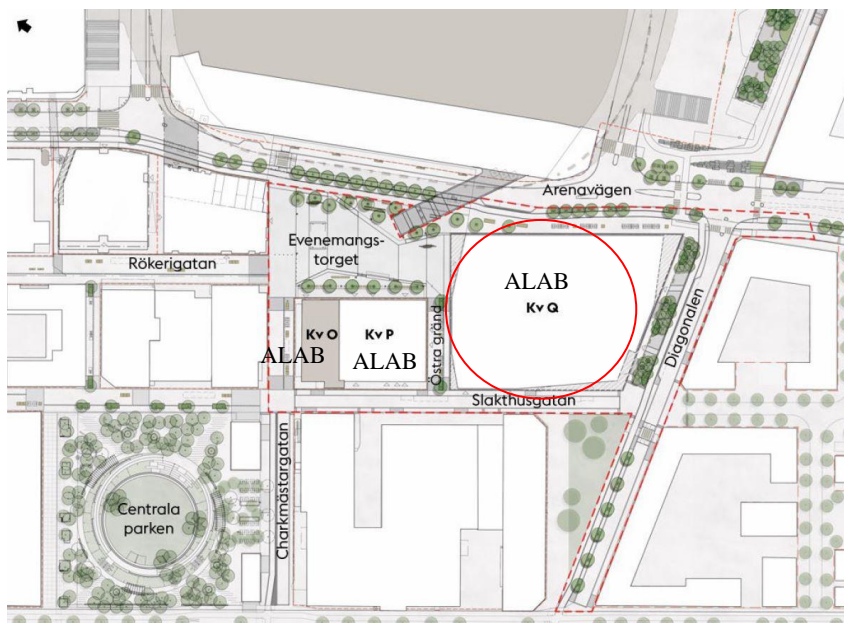 Arenavägen
Evenemangs-
torget
Rökerigatan
ALAB
Kv Q
Kv O
Kv P
ALAB
ALAB
Östra gränd
Diagonalen
Slakthusgatan
Charkmästargatan
Centrala
parken